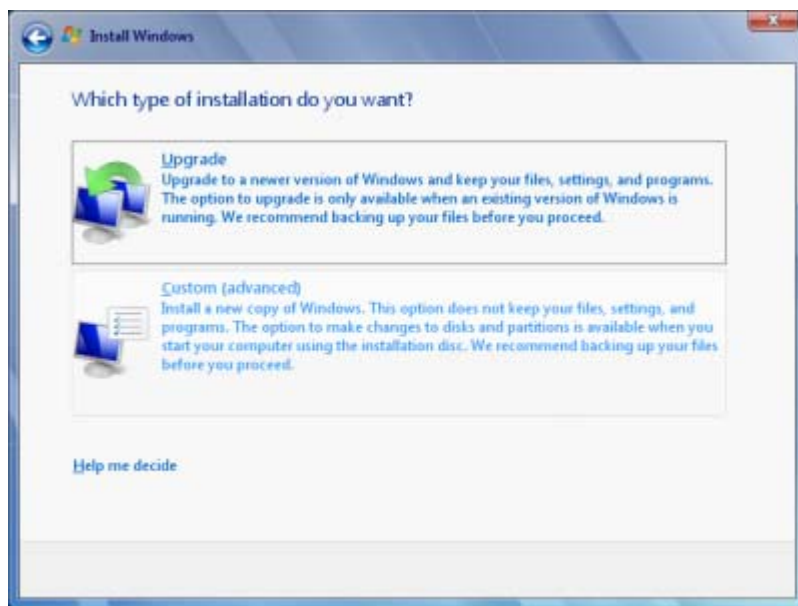 Install Windows
Which type of installation do you want?
Upgrade
Upgrade to a newer version of Windows and keep your files, settings, and programs.
The option to upgrade is only available when an existing version of Windows is
running. We recommend backing up your files before you proceed.
Custom (advanced)
Install a new copy of Windows. This option does not keep your files, settings, and
programs. The option to make changes to disks and partitions is available when you
start your computer using the installation disc. We recommend backing up your files
before you proceed.
Help me decide